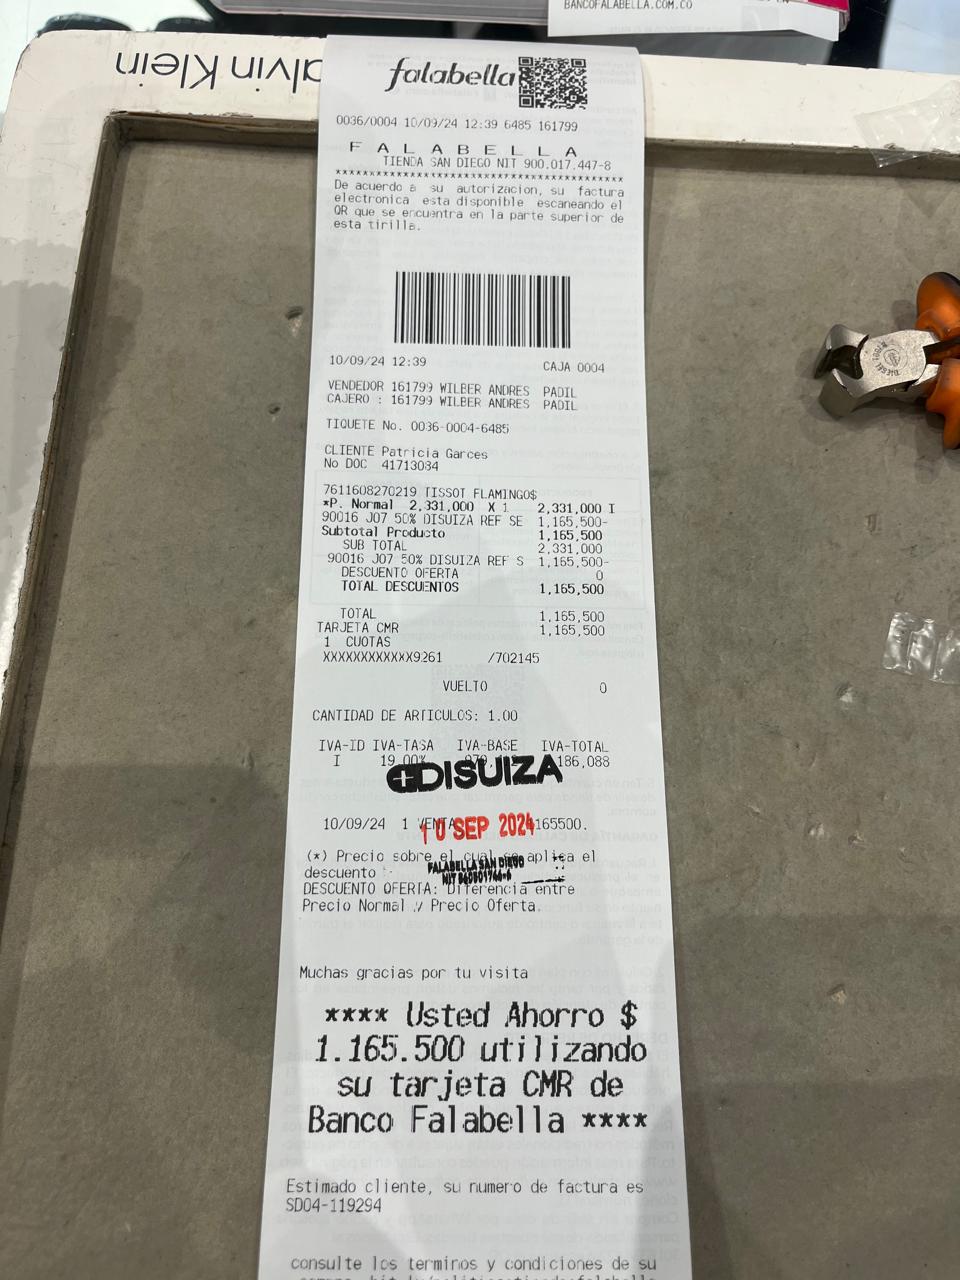 BANCOFALABELLA.COM.CO
Calvin Klein
falabella
0036/0004 10/09/24 12:39 6485 161799
F A L A B E L L A
TIENDA SAN DIEGO NIT 900.017.447-8
****************************************
De acuerdo a su autorizacion, su factura
electronica esta disponible escaneando el
QR que se encuentra en la parte superior de
esta tirilla.
10/09/24 12:39 CAJA 0004
VENDEDOR 161799 WILBER ANDRES PADIL
CAJERO : 161799 WILBER ANDRES PADIL
TIQUETE No. 0036-0004-6485
CLIENTE Patricia Garces
No DOC 41713034
7611608270219 TISSOT FLAMINGO$
*P. Normal 2,331,000 X 1 2,331,000 I
90016 J07 50% DISUIZA REF SE 1,165,500-
Subtotal Producto 1,165,500
SUB TOTAL 2,331,000
90016 J07 50% DISUIZA REF S 1,165,500-
DESCUENTO OFERTA 0
TOTAL DESCUENTOS 1,165,500
TOTAL 1,165,500
TARJETA CMR 1,165,500
1 CUOTAS
XXXXXXXXXXXX9261 /702145
VUELTO 0
CANTIDAD DE ARTICULOS: 1.00
IVA-ID IVA-TASA IVA-BASE IVA-TOTAL
I 19.00% 186,088
DISUIZA
10/09/24 1 VENTA 165500.
10 SEP 2024
(*) Precio sobre el cual se aplica el
descuento
FALABELLA SAN DIEGO
DESCUENTO OFERTA: Diferencia entre
Precio Normal y Precio Oferta.
Muchas gracias por tu visita
**** Usted Ahorro $
1.165.500 utilizando
su tarjeta CMR de
Banco Falabella ****
Estimado cliente, su numero de factura es
SD04-119294
consulte los terminos y condiciones de su